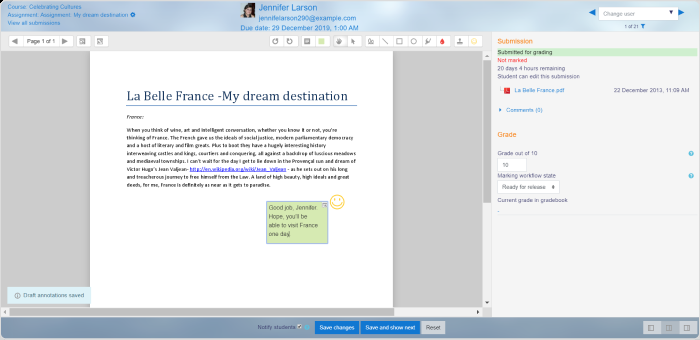 Course: Celebrating Cultures
Assignment: Assignment: My dream destination
View all submissions
Jennifer Larson
jenniferlarson290@example.com
Due date: 29 December 2019, 1:00 AM
Change user
1 of 21
Page 1 of 1
La Belle France -My dream destination
France:
When you think of wine, art and intelligent conversation, whether you know it or not, you're
thinking of France. The French gave us the ideals of social justice, modern parliamentary democracy
and a host of literary and film greats. Plus to boot they have a hugely interesting history
interweaving castles and kings, courtiers and conquering, all against a backdrop of luscious meadows
and mediaeval townships. I can't wait for the day I get to lie down in the Provençal sun and dream of
Victor Hugo's Jean Valjean- http://en.wikipedia.org/wiki/Jean_Valjean - as he sets out on his long
and treacherous journey to free himself from the Law. A land of high beauty, high ideals and great
deeds, for me, France is definitely as near as it gets to paradise.
Good job, Jennifer.
Hope, you'll be
able to visit France
one day
Draft annotations saved
Submission
Submitted for grading
Not marked
20 days 4 hours remaining
Student can edit this submission
La Belle France.pdf 22 December 2013, 11:09 AM
Comments (0)
Grade
Grade out of 10
10
Marking workflow state
Ready for release
Current grade in gradebook
-
Notify students
Save changes
Save and show next
Reset